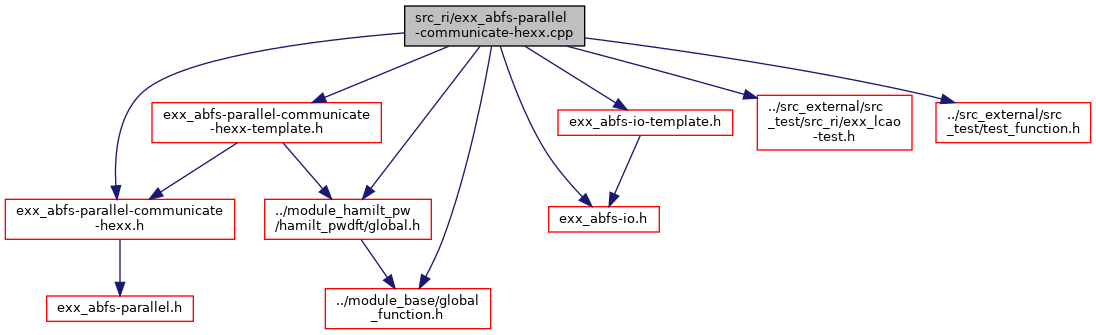 src_ri/exx_abfs-parallel
-communicate-hexx.cpp
exx_abfs-parallel-communicate
-hexx-template.h
exx_abfs-io-template.h
../src_external/src
_test/src_ri/exx_lcao
-test.h
../src_external/src
_test/test_function.h
exx_abfs-parallel-communicate
-hexx.h
../module_hamilt_pw
/hamilt_pwdft/global.h
exx_abfs-io.h
exx_abfs-parallel.h
../module_base/global
_function.h